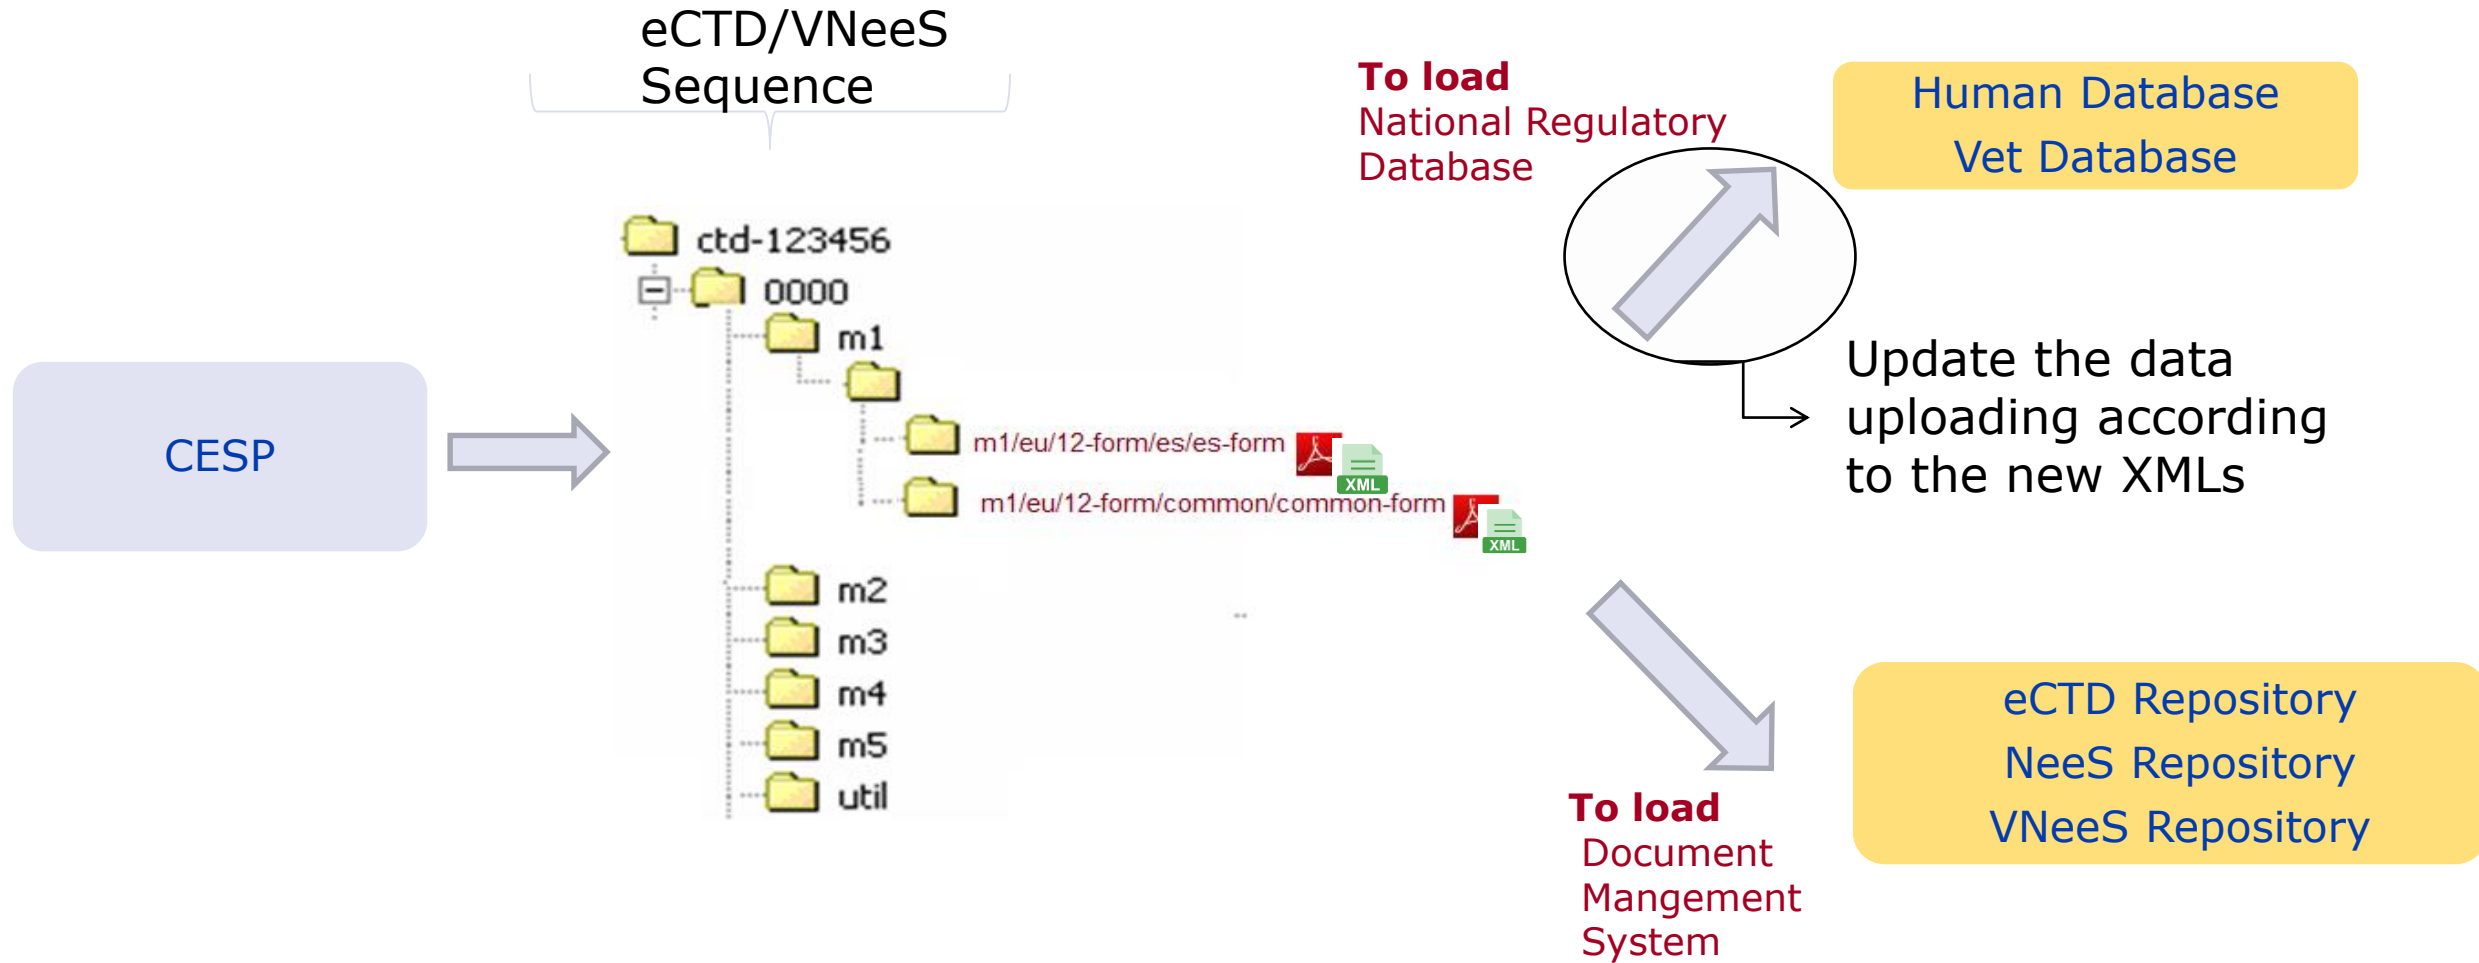 eCTD/VNeeS
Sequence
CESP
ctd-123456
0000
m1
m1/eu/12-form/es/es-form
XML
m1/eu/12-form/common/common-form
XML
m2
m3
m4
m5
util
To load
National Regulatory
Database
Human Database
Vet Database
Update the data
uploading according
to the new XMLs
To load
Document
Mangement
System
eCTD Repository
NeeS Repository
VNeeS Repository